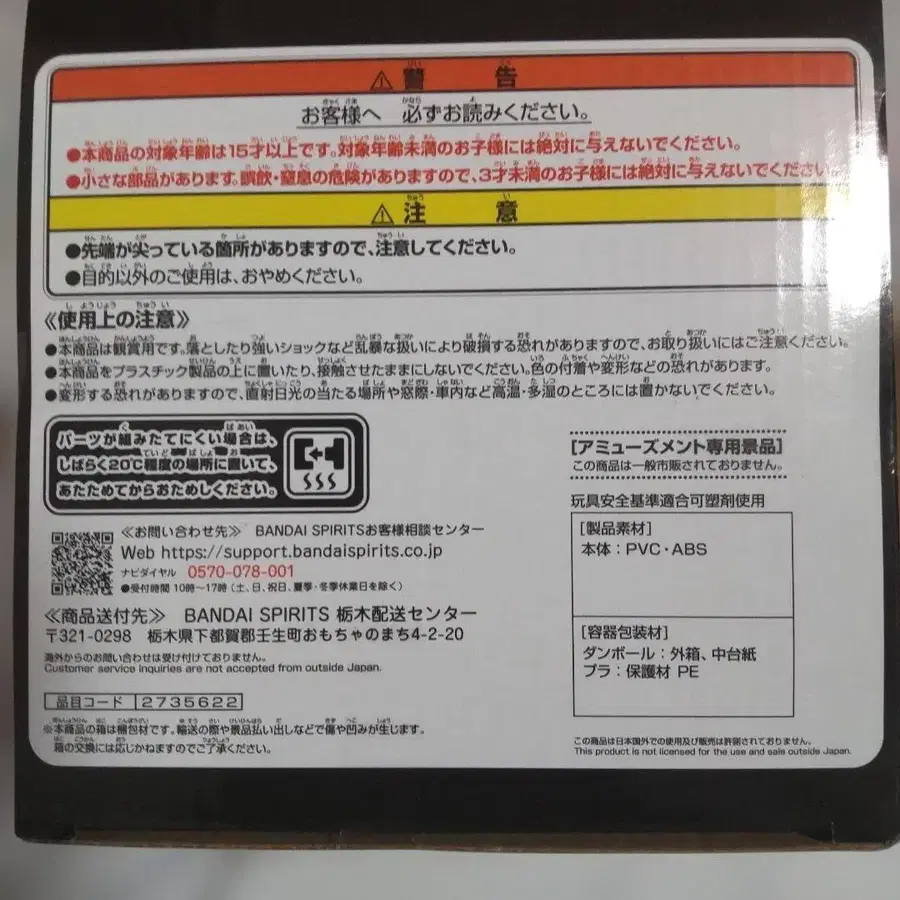 ⚠警告
お客様へ 必ずお読みください。
●本商品の対象年齢は15才以上です。対象年齢未満のお子様には絶対に与えないでください。
●小さな部品があります。誤飲・窒息の危険がありますので、3才未満のお子様には絶対に与えないでください。
⚠注意
●先端が尖っている箇所がありますので、注意してください。
●目的以外のご使用は、おやめください。
≪使用上の注意≫
●本商品は観賞用です。落としたり強いショックなど乱暴な扱いにより破損する恐れがありますので、お取り扱いにはご注意ください。
●本商品をプラスチック製品の上に置いたり、接触させたままにしないでください。色の付着や変形などの恐れがあります。
●変形する恐れがありますので、直射日光の当たる場所や窓際・車内など高温・多湿のところには置かないでください。
パーツが組みたてにくい場合は、
しばらく20℃程度の場所に置いて、
あたためてからおためしください。
[アミューズメント専用景品]
この商品は一般市販されておりません。
玩具安全基準適合可塑剤使用
[製品素材]
本体：PVC・ABS
[容器包装材]
ダンボール：外箱、中台紙
プラ：保護材 PE
≪お問い合わせ先≫ BANDAI SPIRITSお客様相談センター
Web https://support.bandaispirits.co.jp
ナビダイヤル 0570-078-001
●受付時間 10時～17時（土、日、祝日、夏季・冬季休業日を除く）
≪商品送付先≫ BANDAI SPIRITS 栃木配送センター
〒321-0298 栃木県下都賀郡壬生町おもちゃのまち4-2-20
海外からのお問い合わせは受け付けておりません。
Customer service inquiries are not accepted from outside Japan.
品目コード 2735622
※本商品の箱は梱包材です。輸送の際や景品払い出しなどで傷や凹みが生じます。
箱の交換には応じかねますのでご了承ください。
この商品は日本国外での使用及び販売は許諾されておりません。
This product is not licensed for the use and sale outside Japan.